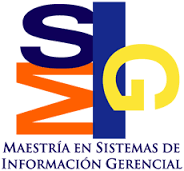 MSIG
MAESTRÍA EN SISTEMAS DE
INFORMACIÓN GERENCIAL